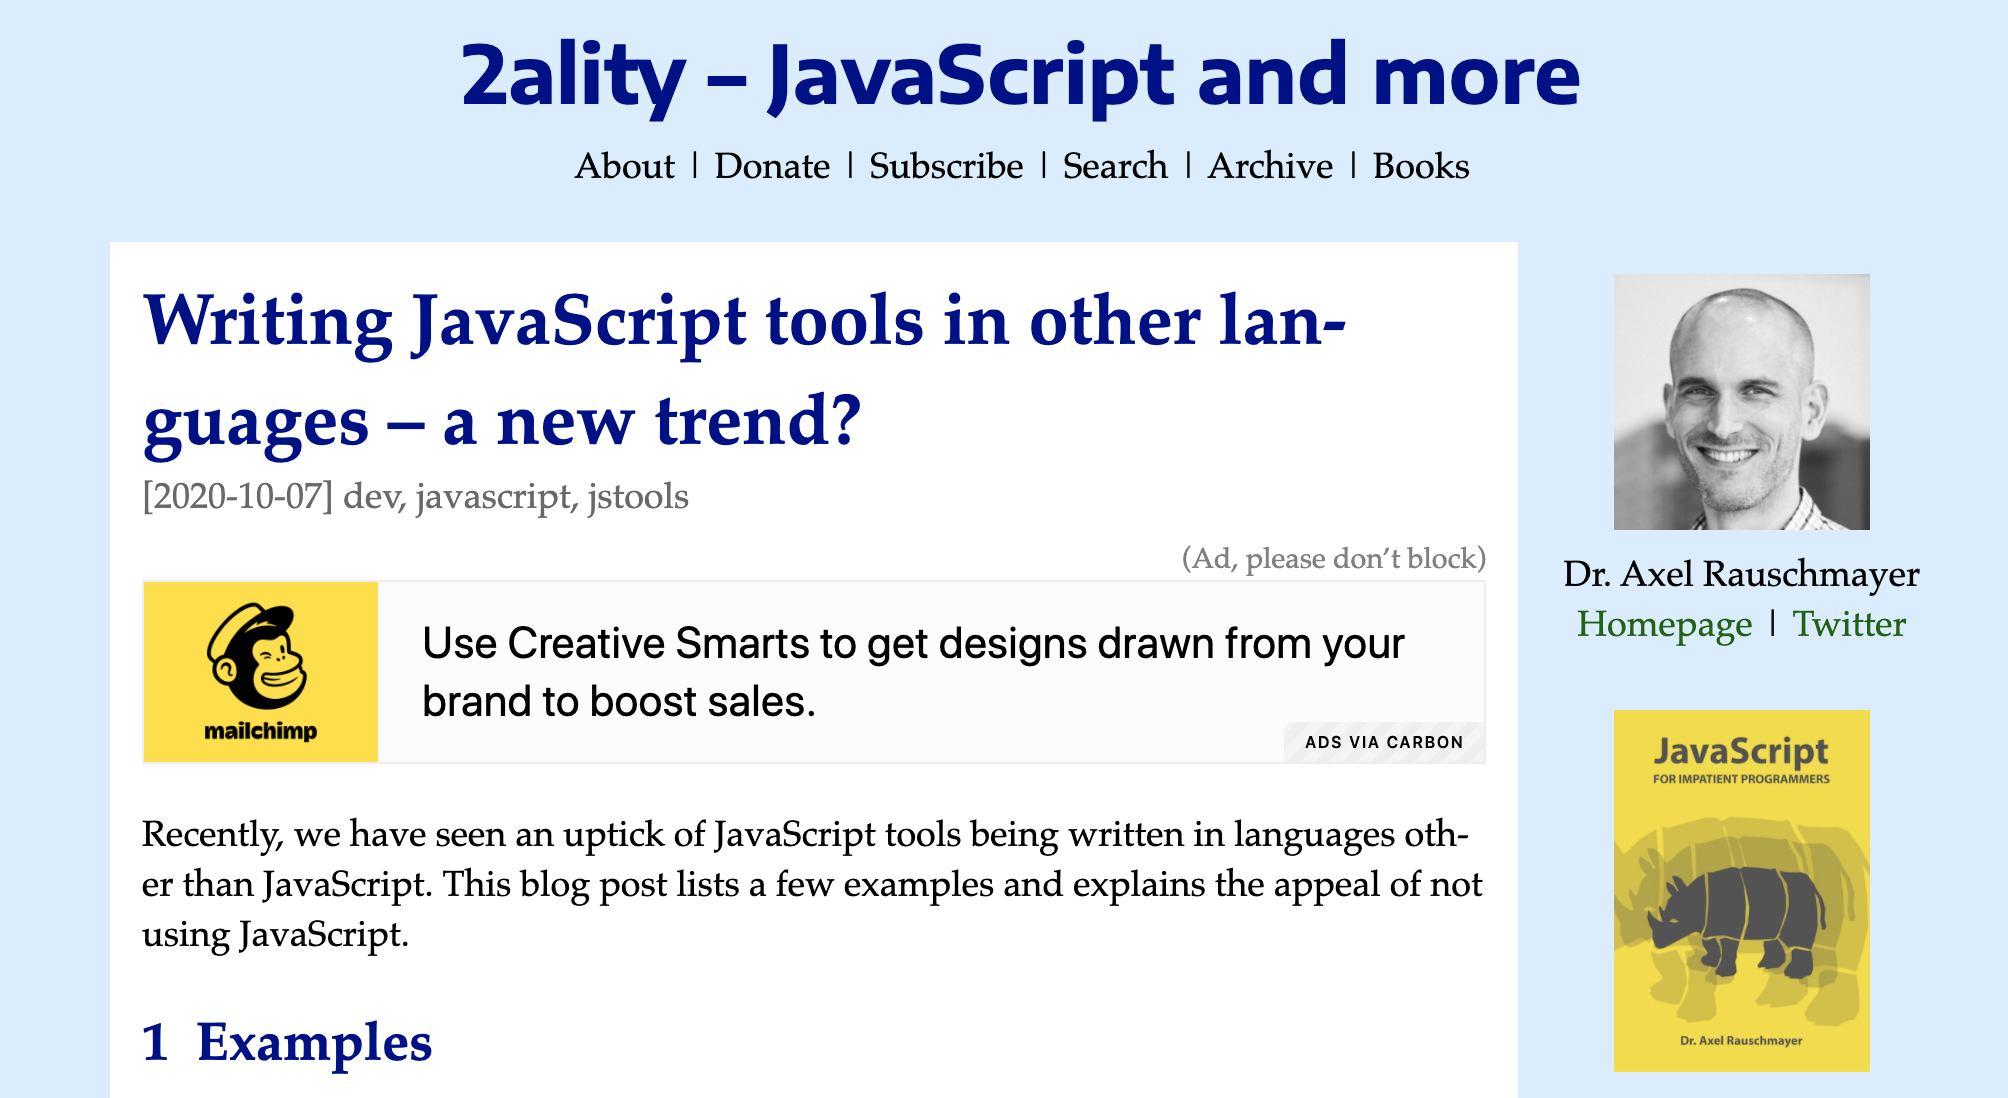 2ality – JavaScript and more
About | Donate | Subscribe | Search | Archive | Books
Writing JavaScript tools in other lan-
guages – a new trend?
[2020-10-07] dev, javascript, jstools
(Ad, please don’t block)
mailchimp
Use Creative Smarts to get designs drawn from your
brand to boost sales.
ADS VIA CARBON
Recently, we have seen an uptick of JavaScript tools being written in languages oth-
er than JavaScript. This blog post lists a few examples and explains the appeal of not
using JavaScript.
1 Examples
Dr. Axel Rauschmayer
Homepage | Twitter
JavaScript
FOR IMPATIENT PROGRAMMERS
Dr. Axel Rauschmayer